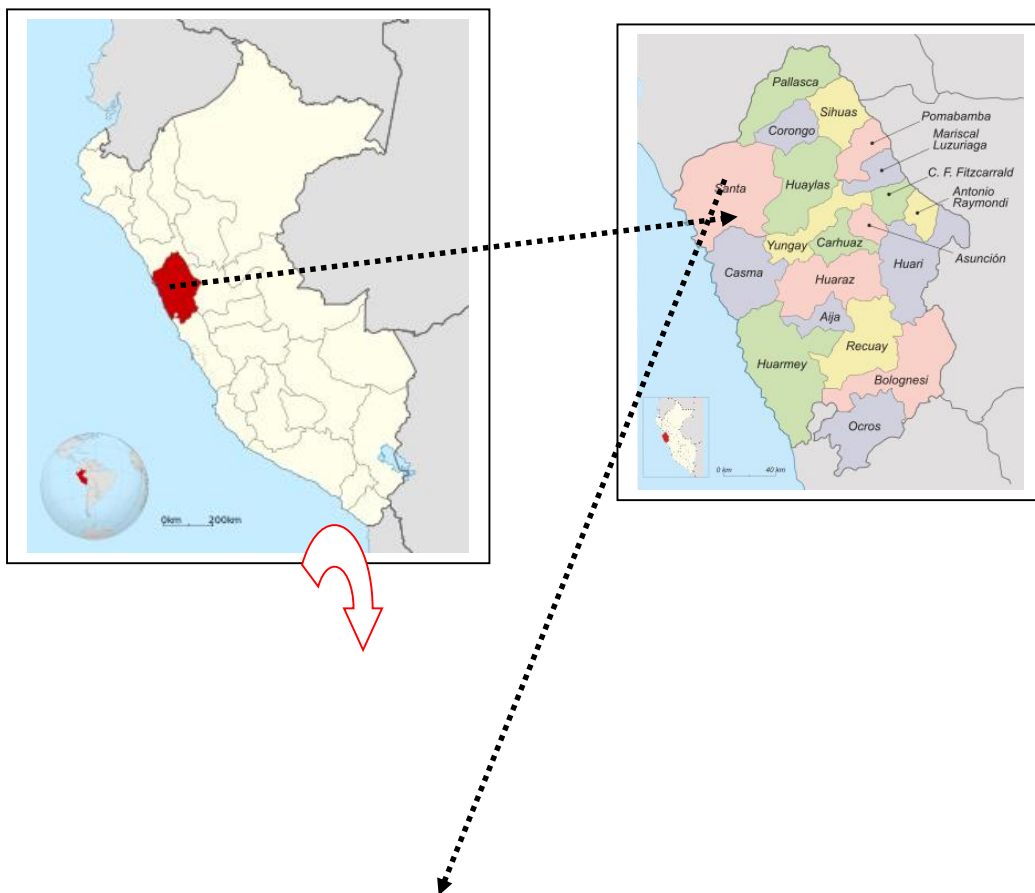 0km 200km
Pallasca
Sihuas
Corongo
Pomabamba
Mariscal
Luzuriaga
C. F. Fitzcarrald
Antonio
Raymondi
Santa
Huaylas
Yungay
Carhuaz
Asunción
Casma
Huaraz
Huari
Aija
Recuay
Huarmey
Bolognesi
Ocros
0 km 40 km